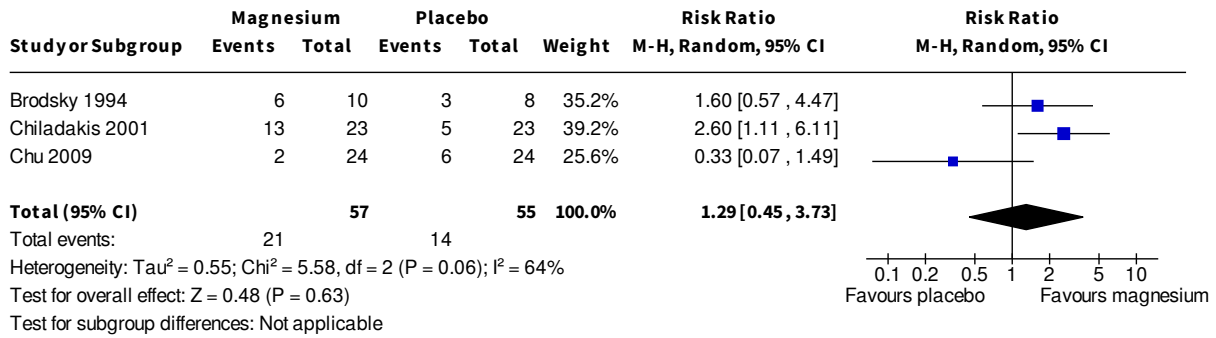 Magnesium Placebo Risk Ratio Risk Ratio
Study or Subgroup Events Total Events Total Weight M-H, Random, 95% CI M-H, Random, 95% CI
Brodsky 1994 6 10 3 8 35.2% 1.60 [0.57 , 4.47]
Chiladakis 2001 13 23 5 23 39.2% 2.60 [1.11 , 6.11]
Chu 2009 2 24 6 24 25.6% 0.33 [0.07 , 1.49]
Total (95% CI) 57 55 100.0% 1.29 [0.45 , 3.73]
Total events: 21 14
Heterogeneity: Tau² = 0.55; Chi² = 5.58, df = 2 (P = 0.06); I² = 64%
0.1 0.2 0.5 1 2 5 10
Test for overall effect: Z = 0.48 (P = 0.63)
Favours placebo Favours magnesium
Test for subgroup differences: Not applicable